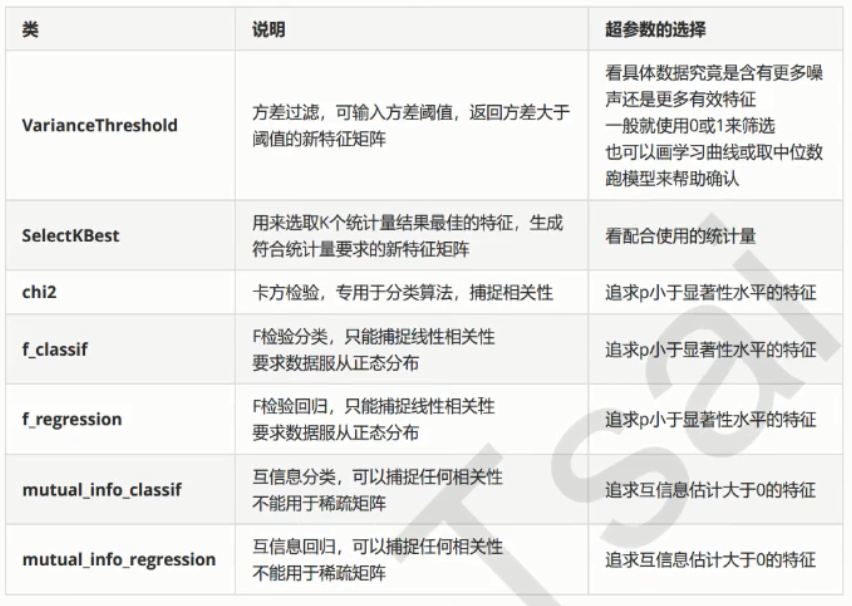 类 说明 超参数的选择
VarianceThreshold
方差过滤，可输入方差阈值，返回方差大于
阈值的新特征矩阵
看具体数据究竟是含有更多噪
声还是更多有效特征
一般就使用0或1来筛选
也可以画学习曲线或取中位数
跑模型来帮助确认
SelectKBest
用来选取K个统计量结果最佳的特征，生成
符合统计量要求的新特征矩阵
看配合使用的统计量
chi2
卡方检验，专用于分类算法，捕捉相关性
追求p小于显著性水平的特征
f_classif
F检验分类，只能捕捉线性相关性
要求数据服从正态分布
追求p小于显著性水平的特征
f_regression
F检验回归，只能捕捉线性相关性
要求数据服从正态分布
追求p小于显著性水平的特征
mutual_info_classif
互信息分类，可以捕捉任何相关性
不能用于稀疏矩阵
追求互信息估计大于0的特征
mutual_info_regression
互信息回归，可以捕捉任何相关性
不能用于稀疏矩阵
追求互信息估计大于0的特征
Tsai